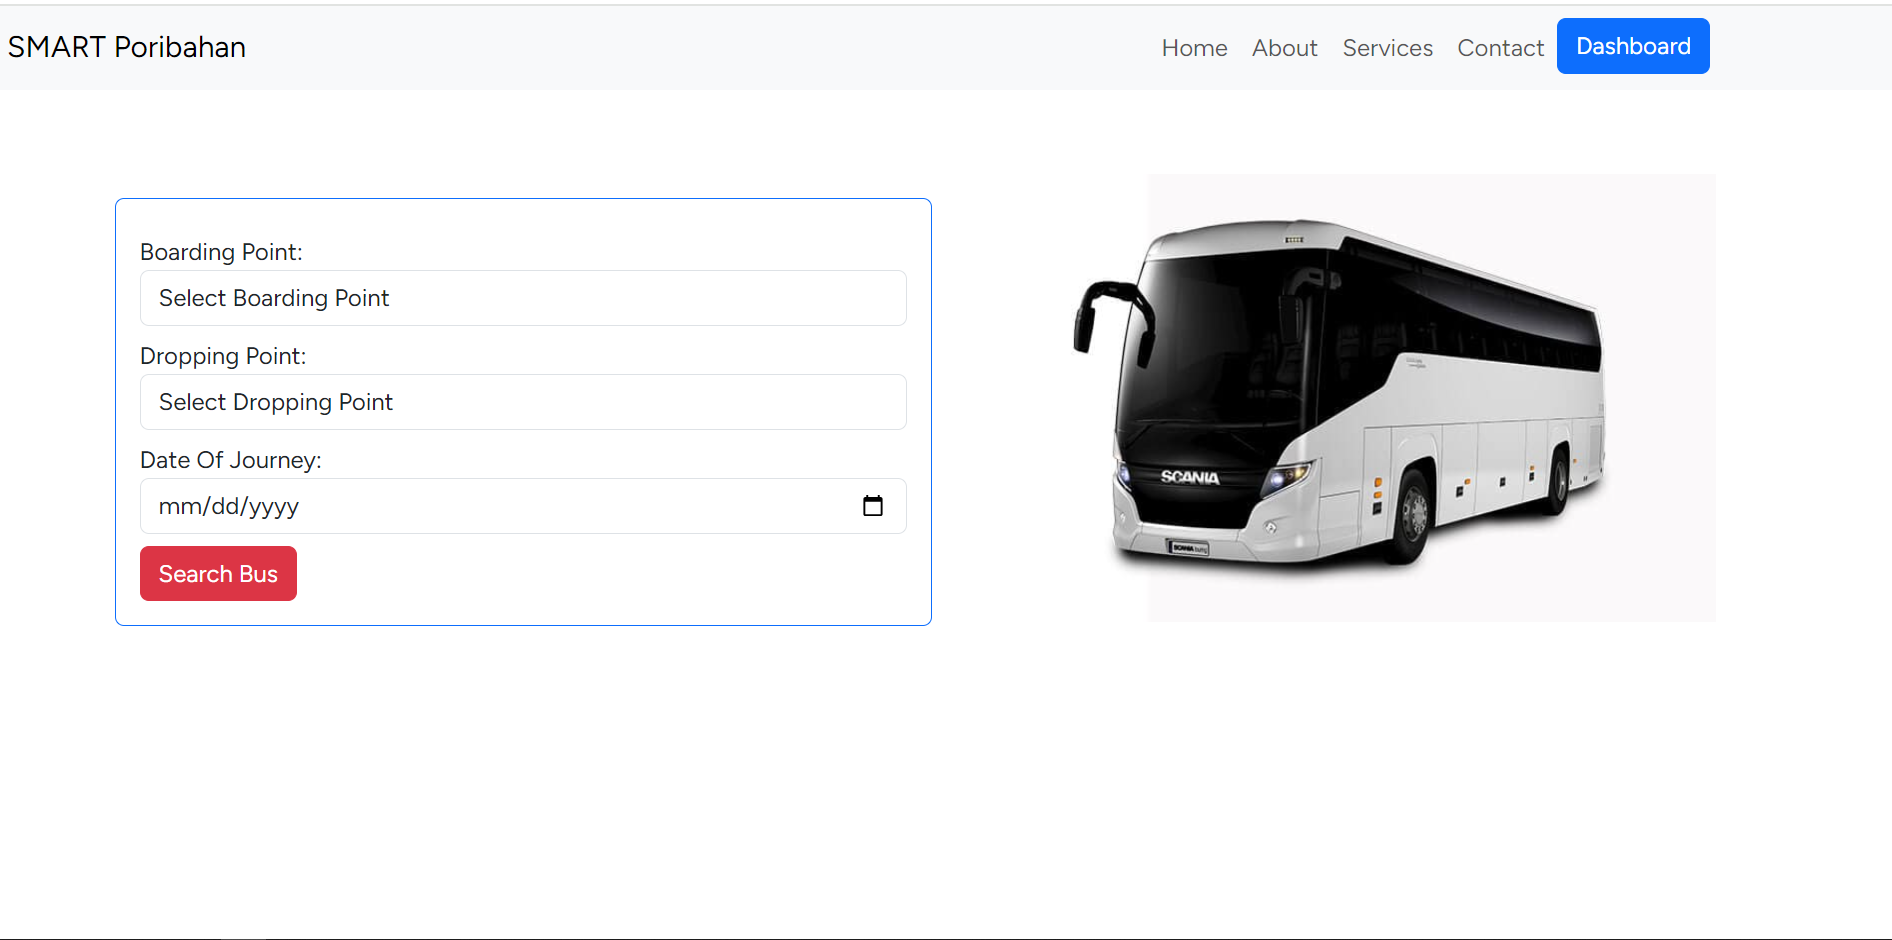 SMART Poribahan
Home About Services Contact Dashboard
Boarding Point:
Select Boarding Point
Dropping Point:
Select Dropping Point
Date Of Journey:
mm/dd/yyyy
Search Bus
SCANIA
SCANIA